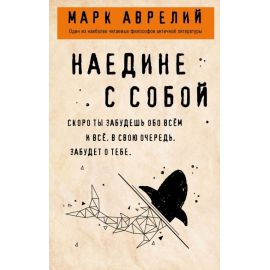 МАРК АВРЕЛИЙ
Один из наиболее читаемых философов античной литературы
НАЕДИНЕ
С СОБОЙ
СКОРО ТЫ ЗАБУДЕШЬ ОБО ВСЁМ
И ВСЁ, В СВОЮ ОЧЕРЕДЬ,
ЗАБУДЕТ О ТЕБЕ.